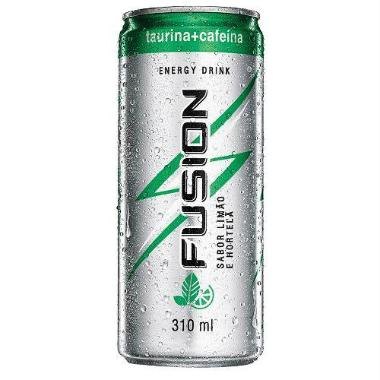 taurina+cafeína
ENERGY DRINK
FUSION
SABOR LIMÃO
E HORTELÃ
310 ml